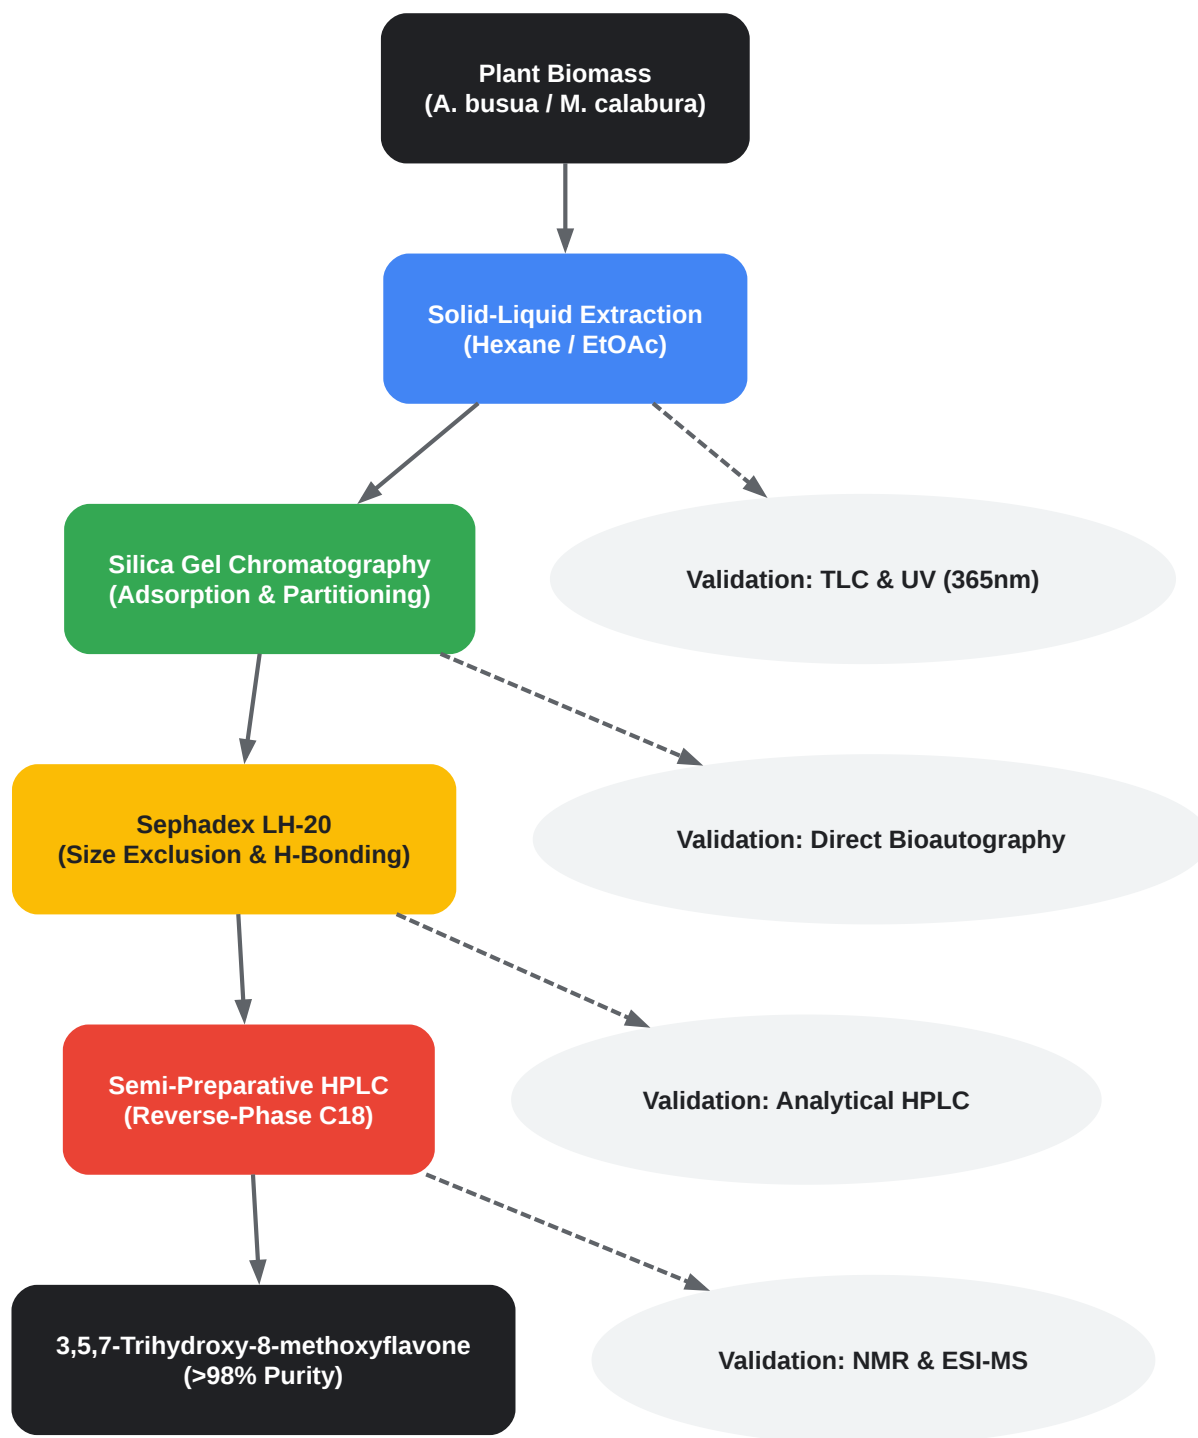 Plant Biomass
(A. busua / M. calabura)
Solid-Liquid Extraction
(Hexane / EtOAc)
Silica Gel Chromatography
(Adsorption & Partitioning)
Validation: TLC & UV (365nm)
Sephadex LH-20
(Size Exclusion & H-Bonding)
Validation: Direct Bioautography
Semi-Preparative HPLC
(Reverse-Phase C18)
Validation: Analytical HPLC
3,5,7-Trihydroxy-8-methoxyflavone
(>98% Purity)
Validation: NMR & ESI-MS